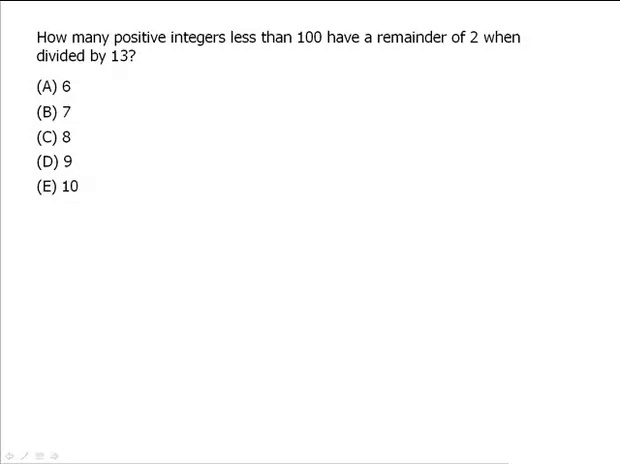 How many positive integers less than 100 have a remainder of 2 when
divided by 13?
(A) 6
(B) 7
(C) 8
(D) 9
(E) 10